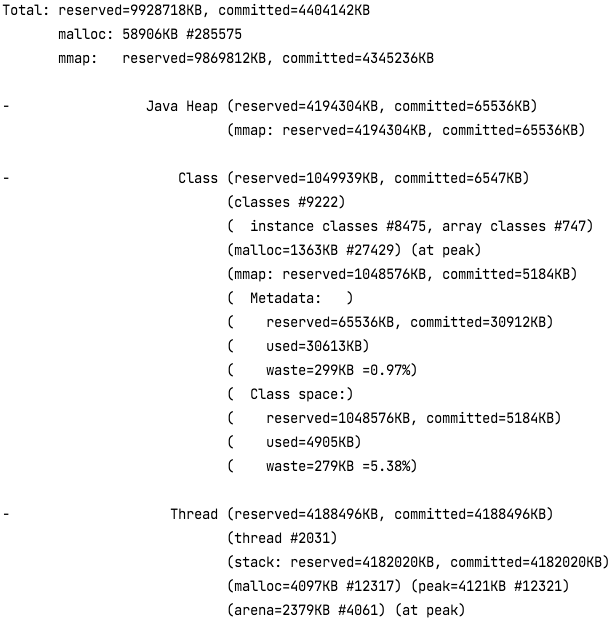 Total: reserved=9928718KB, committed=4404142KB
       malloc: 58906KB #285575
       mmap:   reserved=9869812KB, committed=4345236KB

-                 Java Heap (reserved=4194304KB, committed=65536KB)
                            (mmap: reserved=4194304KB, committed=65536KB)

-                     Class (reserved=1049939KB, committed=6547KB)
                            (classes #9222)
                            (  instance classes #8475, array classes #747)
                            (malloc=1363KB #27429) (at peak)
                            (mmap: reserved=1048576KB, committed=5184KB)
                            (  Metadata:   )
                            (    reserved=65536KB, committed=30912KB)
                            (    used=30613KB)
                            (    waste=299KB =0.97%)
                            (  Class space:)
                            (    reserved=1048576KB, committed=5184KB)
                            (    used=4905KB)
                            (    waste=279KB =5.38%)

-                    Thread (reserved=4188496KB, committed=4188496KB)
                            (thread #2031)
                            (stack: reserved=4182020KB, committed=4182020KB)
                            (malloc=4097KB #12317) (peak=4121KB #12321)
                            (arena=2379KB #4061) (at peak)